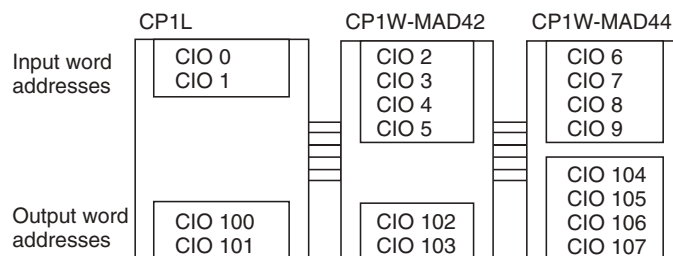 CP1L
CP1W-MAD42
CP1W-MAD44
Input word
addresses
CIO 0
CIO 1
CIO 2
CIO 3
CIO 4
CIO 5
CIO 6
CIO 7
CIO 8
CIO 9
Output word
addresses
CIO 100
CIO 101
CIO 102
CIO 103
CIO 104
CIO 105
CIO 106
CIO 107